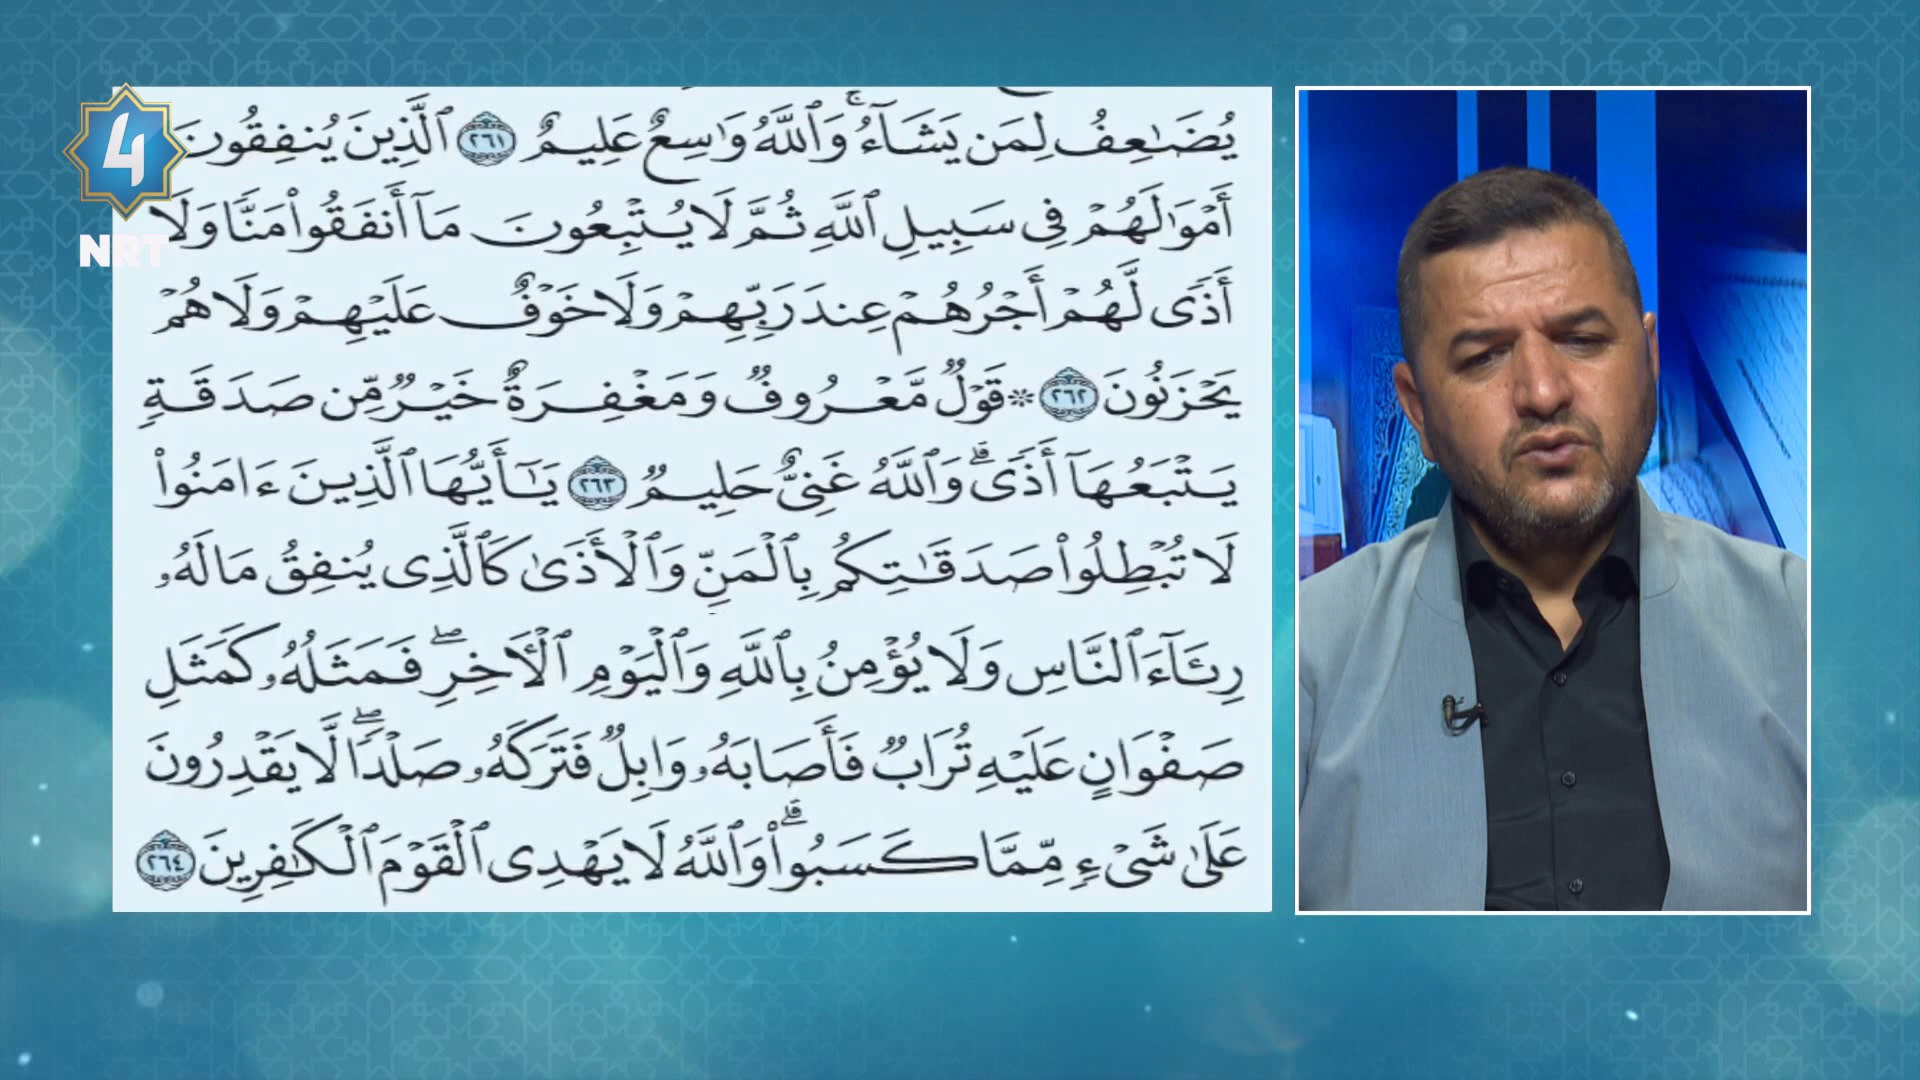 4
NRT
يُضَٰعِفُ لِمَن يَشَآءُۚ وَٱللَّهُ وَٰسِعٌ عَلِيمٌ ٢٦١ ٱلَّذِينَ يُنفِقُونَ
أَمْوَٰلَهُمْ فِى سَبِيلِ ٱللَّهِ ثُمَّ لَا يُتْبِعُونَ مَآ أَنفَقُوا۟ مَنًّا وَلَآ
أَذًى لَّهُمْ أَجْرُهُمْ عِندَ رَبِّهِمْ وَلَا خَوْفٌ عَلَيْهِمْ وَلَا هُمْ
يَحْزَنُونَ ٢٦٢ ۞ قَوْلٌ مَّعْرُوفٌ وَمَغْفِرَةٌ خَيْرٌ مِّن صَدَقَةٍ
يَتْبَعُهَآ أَذًىۗ وَٱللَّهُ غَنِىٌّ حَلِيمٌ ٢٦٣ يَٰٓأَيُّهَا ٱلَّذِينَ ءَامَنُوا۟
لَا تُبْطِلُوا۟ صَدَقَٰتِكُم بِٱلْمَنِّ وَٱلْأَذَىٰ كَٱلَّذِى يُنفِقُ مَالَهُۥ
رِئَآءَ ٱلنَّاسِ وَلَا يُؤْمِنُ بِٱللَّهِ وَٱلْيَوْمِ ٱلْءَاخِرِۖ فَمَثَلُهُۥ كَمَثَلِ
صَفْوَانٍ عَلَيْهِ تُرَابٌ فَأَصَابَهُۥ وَابِلٌ فَتَرَكَهُۥ صَلْدًاۖ لَّا يَقْدِرُونَ
عَلَىٰ شَىْءٍ مِّمَّا كَسَبُوا۟ۗ وَٱللَّهُ لَا يَهْدِى ٱلْقَوْمَ ٱلْكَٰفِرِينَ ٢٦٤